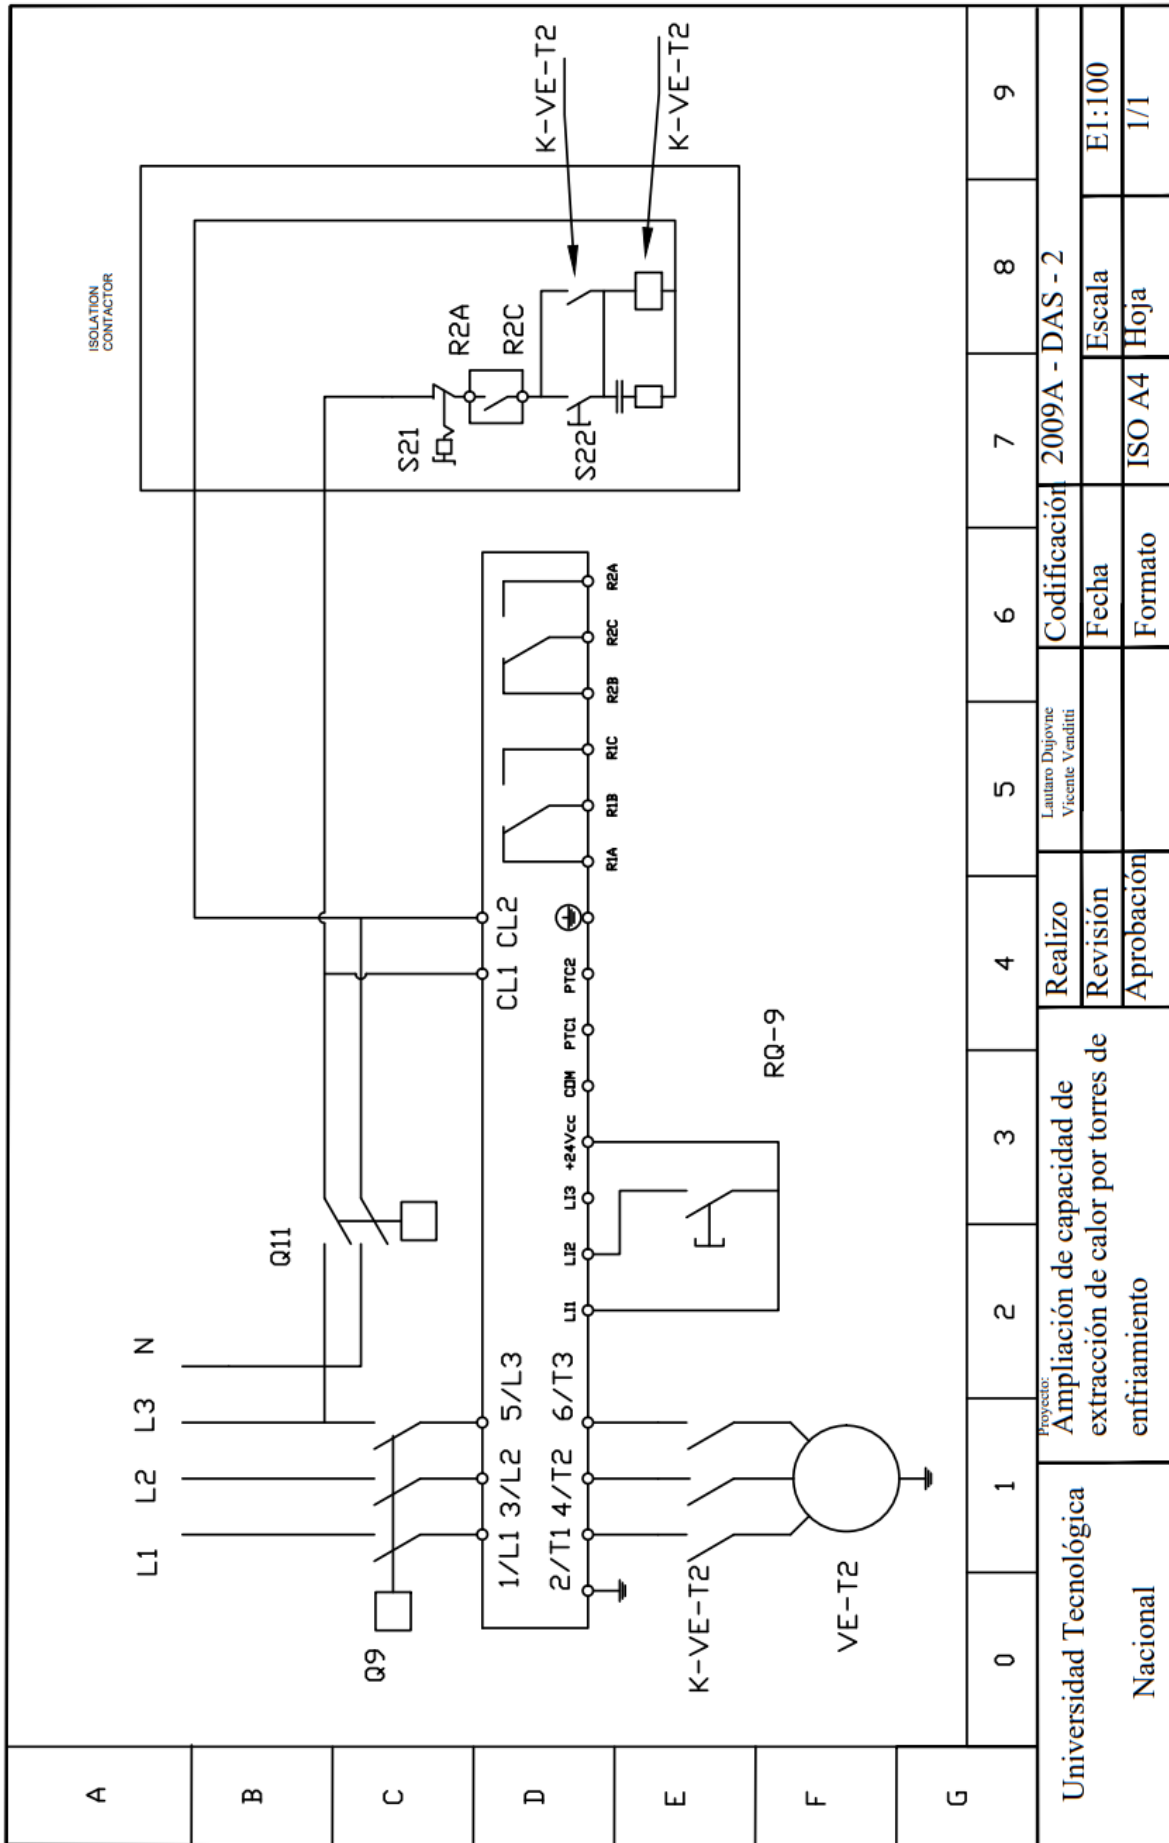 A
B
C
D
E
F
G
L1
L2
L3
N
Q9
Q11
ISOLATION
CONTACTOR
S21
R2A
R2C
S22
K-VE-T2
K-VE-T2
1/L1 3/L2 5/L3
CL1 CL2
2/T1 4/T2 6/T3
LI1 LI2 LI3 +24Vcc COM PTC1 PTC2
R1A R1B R1C R2B R2C R2A
K-VE-T2
VE-T2
RQ-9
0 1 2 3 4 5 6 7 8 9
Universidad Tecnológica
Nacional
Proyecto:
Ampliación de capacidad de
extracción de calor por torres de
enfriamiento
Realizo
Lautaro Dujovne
Vicente Venditti
Codificación 2009A - DAS - 2
Revisión
Fecha
Escala
E1:100
Aprobación
Formato
ISO A4
Hoja
1/1